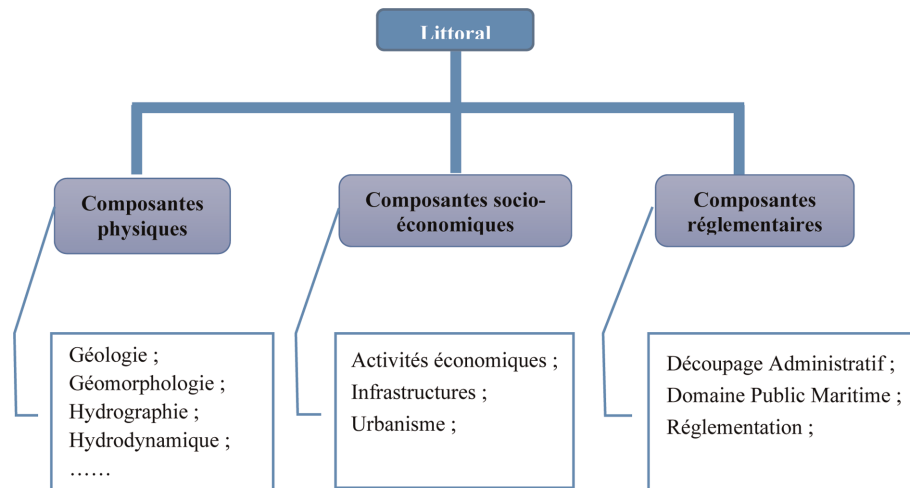 Littoral
Composantes
physiques
Composantes socio-
économiques
Composantes
réglementaires
Géologie ;
Géomorphologie ;
Hydrographie ;
Hydrodynamique ;
……
Activités économiques ;
Infrastructures ;
Urbanisme ;
Découpage Administratif ;
Domaine Public Maritime ;
Réglementation ;